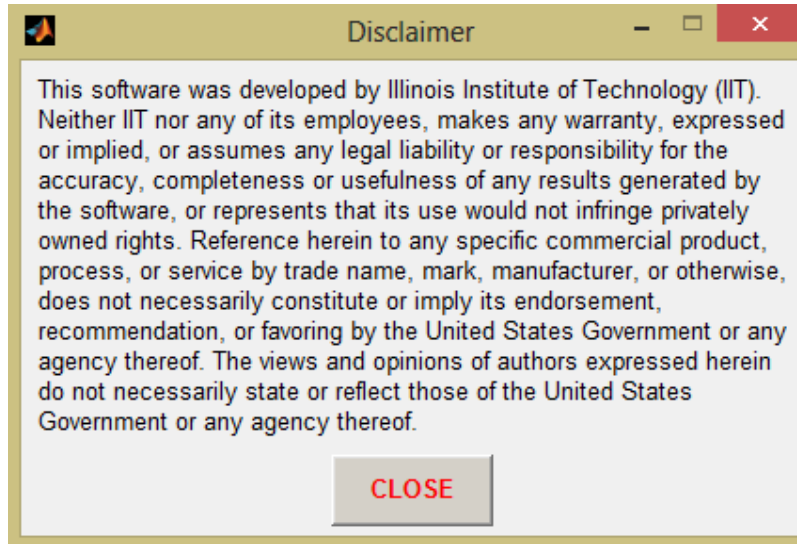 Disclaimer
This software was developed by Illinois Institute of Technology (IIT).
Neither IIT nor any of its employees, makes any warranty, expressed
or implied, or assumes any legal liability or responsibility for the
accuracy, completeness or usefulness of any results generated by
the software, or represents that its use would not infringe privately
owned rights. Reference herein to any specific commercial product,
process, or service by trade name, mark, manufacturer, or otherwise,
does not necessarily constitute or imply its endorsement,
recommendation, or favoring by the United States Government or any
agency thereof. The views and opinions of authors expressed herein
do not necessarily state or reflect those of the United States
Government or any agency thereof.
CLOSE